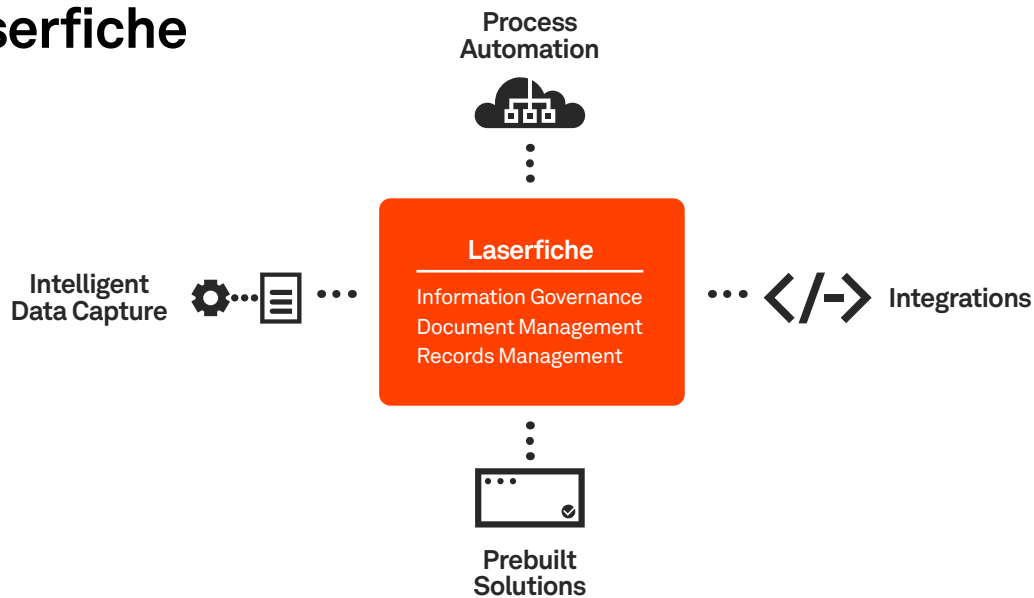 serfiche
Process
Automation
Laserfiche
Information Governance
Document Management
Records Management
Intelligent
Data Capture
Integrations
Prebuilt
Solutions